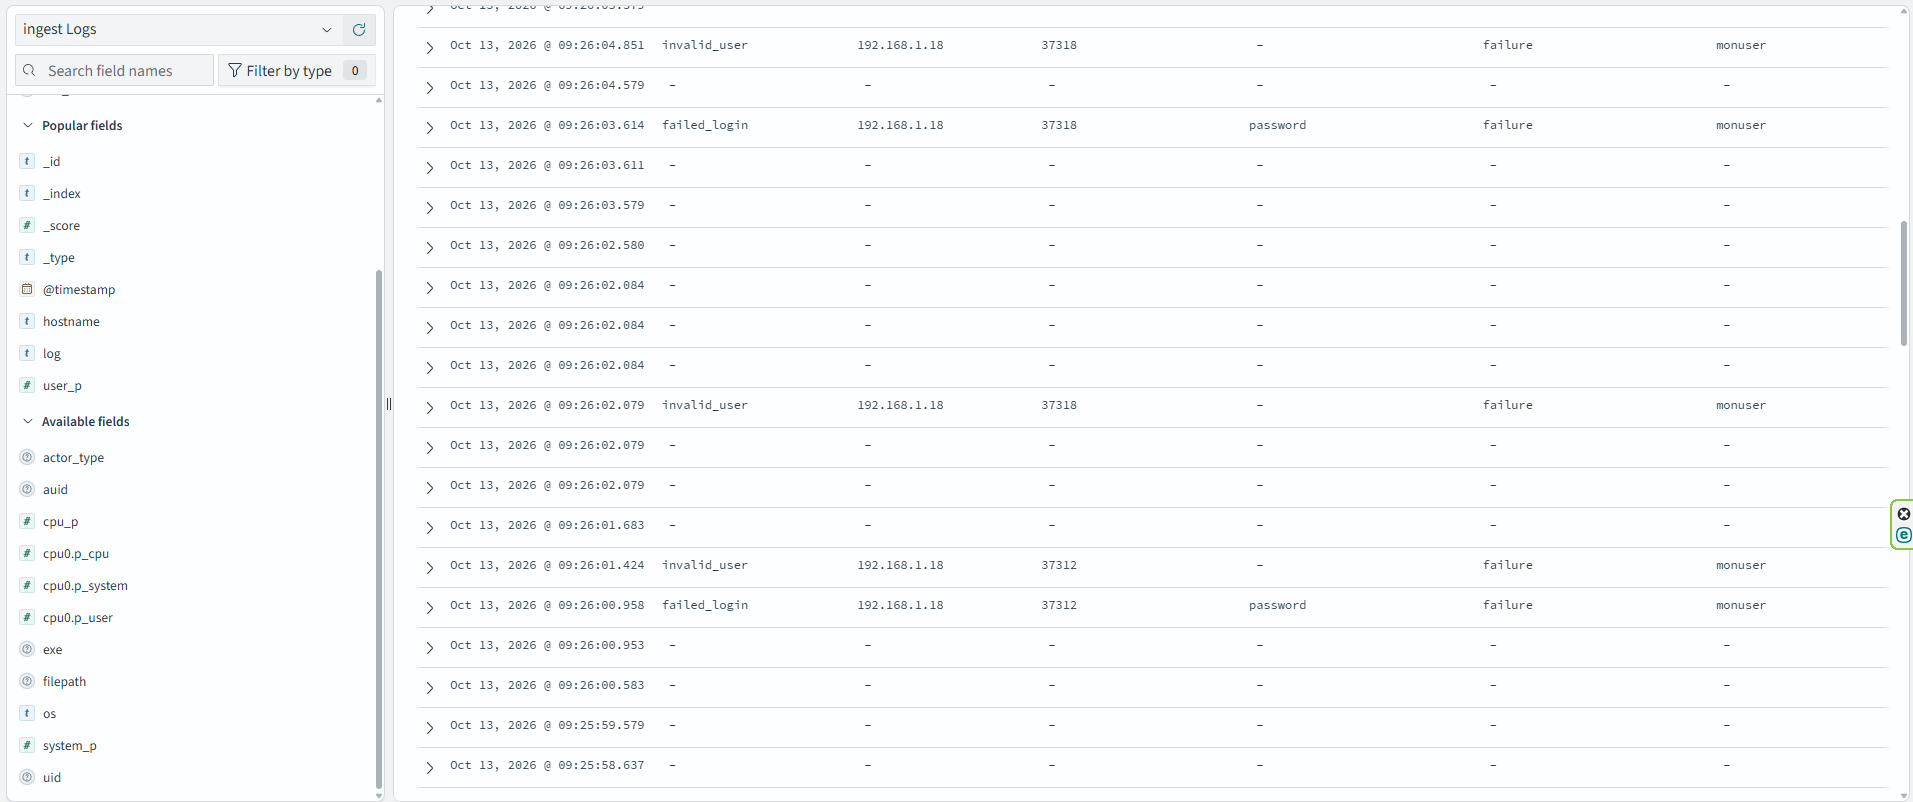 ingest Logs
Search field names
Filter by type 0
Popular fields
_id
_index
_score
_type
@timestamp
hostname
log
user_p
Available fields
actor_type
auid
cpu_p
cpu0.p_cpu
cpu0.p_system
cpu0.p_user
exe
filepath
os
system_p
uid
Oct 13, 2026 @ 09:26:04.851 invalid_user 192.168.1.18 37318 – failure monuser
Oct 13, 2026 @ 09:26:04.579 – – – – – –
Oct 13, 2026 @ 09:26:03.614 failed_login 192.168.1.18 37318 password failure monuser
Oct 13, 2026 @ 09:26:03.611 – – – – – –
Oct 13, 2026 @ 09:26:03.579 – – – – – –
Oct 13, 2026 @ 09:26:02.580 – – – – – –
Oct 13, 2026 @ 09:26:02.084 – – – – – –
Oct 13, 2026 @ 09:26:02.084 – – – – – –
Oct 13, 2026 @ 09:26:02.084 – – – – – –
Oct 13, 2026 @ 09:26:02.079 invalid_user 192.168.1.18 37318 – failure monuser
Oct 13, 2026 @ 09:26:02.079 – – – – – –
Oct 13, 2026 @ 09:26:02.079 – – – – – –
Oct 13, 2026 @ 09:26:01.683 – – – – – –
Oct 13, 2026 @ 09:26:01.424 invalid_user 192.168.1.18 37312 – failure monuser
Oct 13, 2026 @ 09:26:00.958 failed_login 192.168.1.18 37312 password failure monuser
Oct 13, 2026 @ 09:26:00.953 – – – – – –
Oct 13, 2026 @ 09:26:00.583 – – – – – –
Oct 13, 2026 @ 09:25:59.579 – – – – – –
Oct 13, 2026 @ 09:25:58.637 – – – – – –